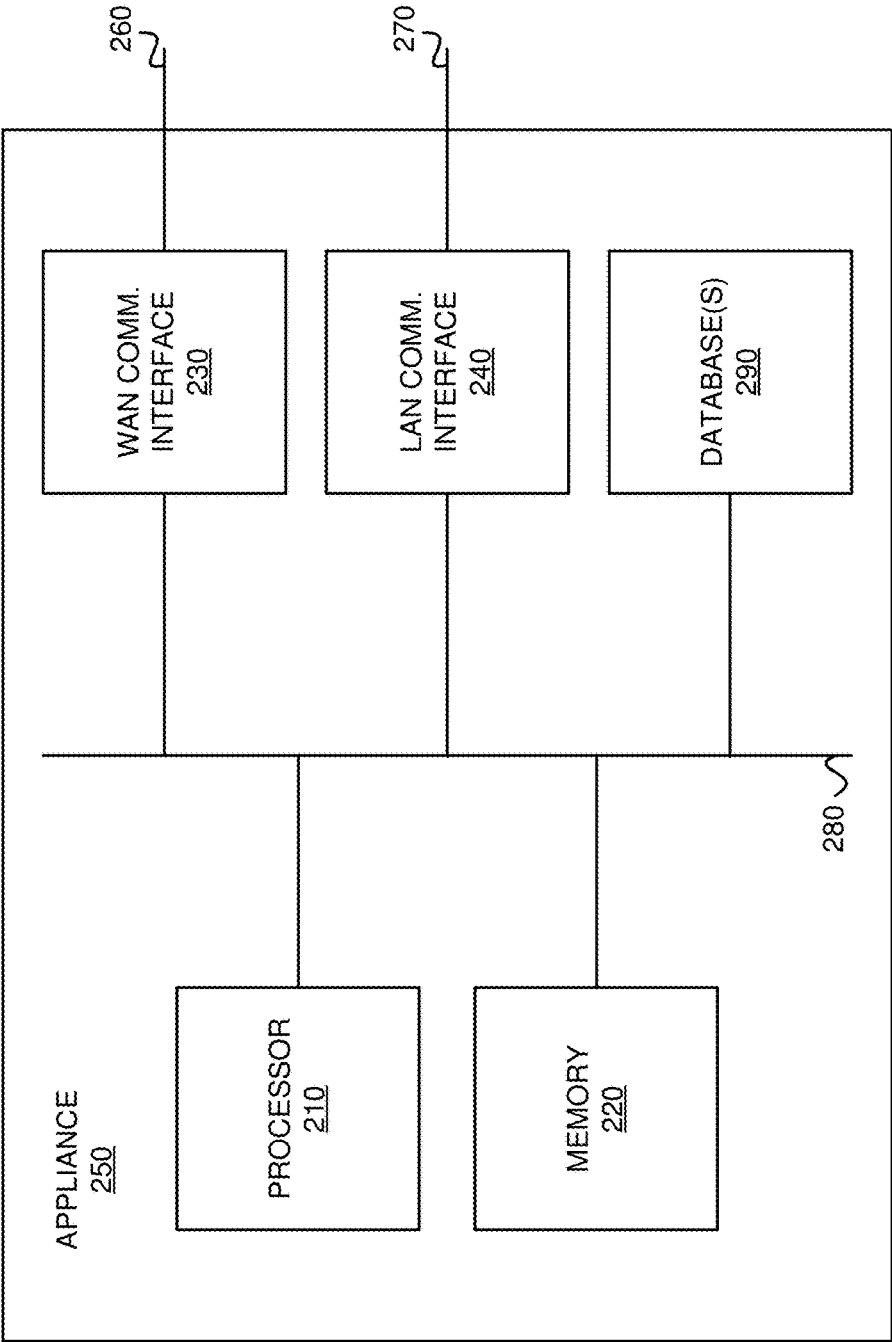 APPLIANCE
250
PROCESSOR
210
MEMORY
220
280
WAN COMM.
INTERFACE
230
LAN COMM
INTERFACE
240
DATABASE(S)
290
260
270